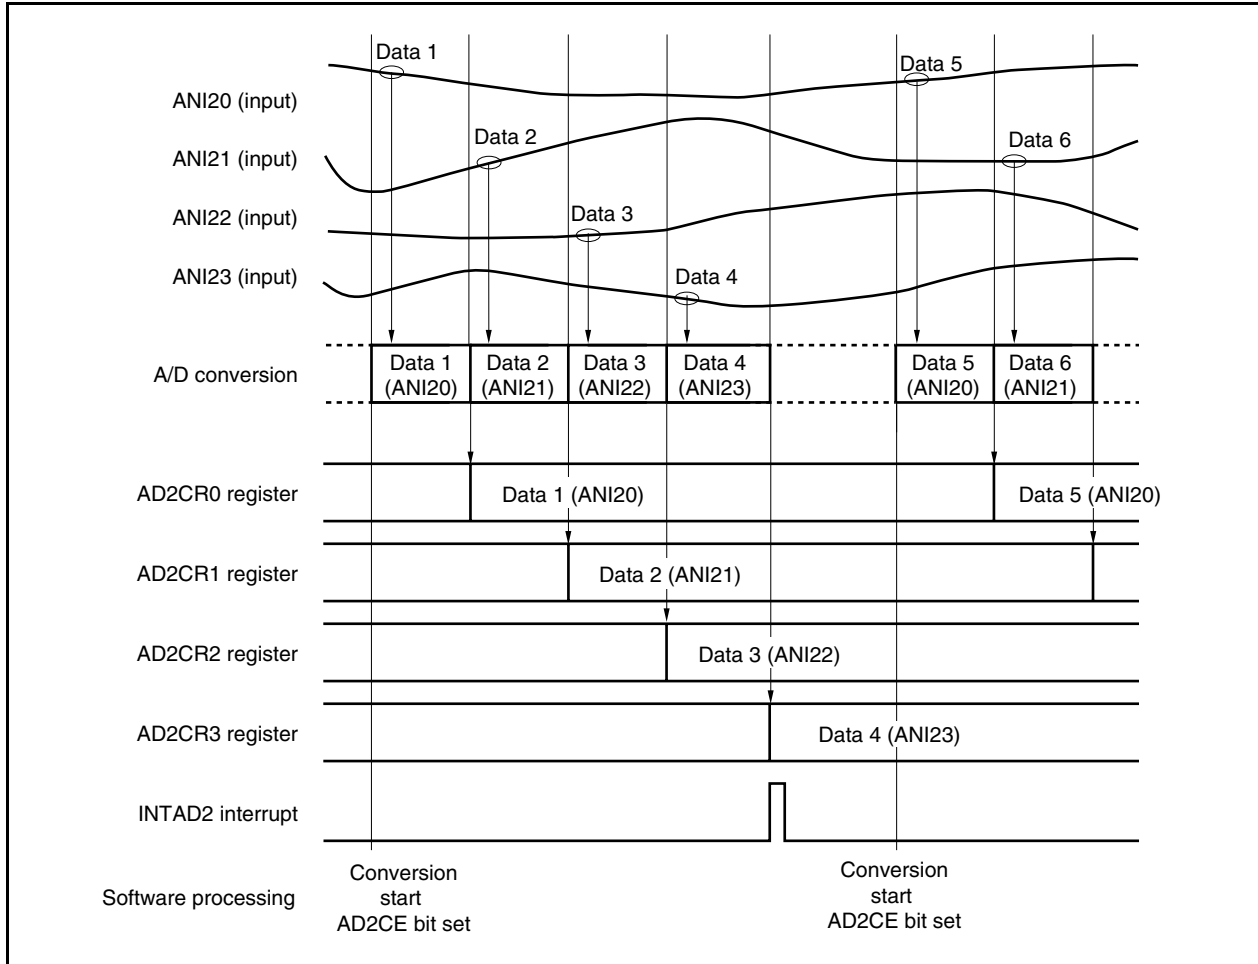 Data 1
Data 5
ANI20 (input)
Data 2
Data 6
ANI21 (input)
ANI22 (input)
Data 3
ANI23 (input)
Data 4
A/D conversion
Data 1
(ANI20)
Data 2
(ANI21)
Data 3
(ANI22)
Data 4
(ANI23)
Data 5
(ANI20)
Data 6
(ANI21)
AD2CR0 register
Data 1 (ANI20)
Data 5 (ANI20)
AD2CR1 register
Data 2 (ANI21)
AD2CR2 register
Data 3 (ANI22)
AD2CR3 register
Data 4 (ANI23)
INTAD2 interrupt
Software processing
Conversion
start
AD2CE bit set
Conversion
start
AD2CE bit set